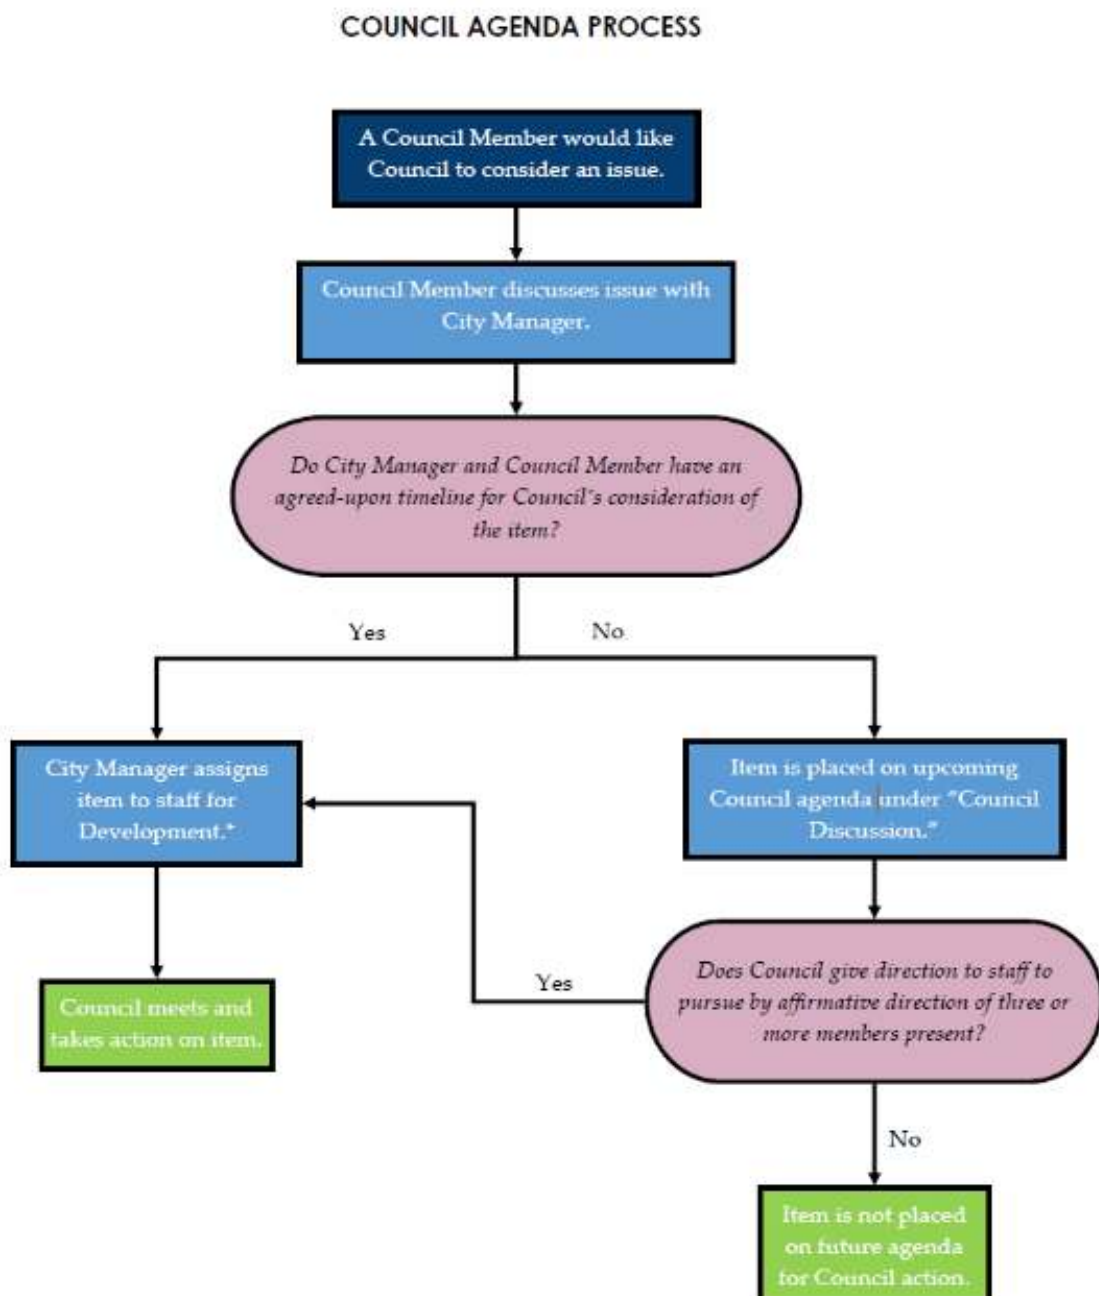 COUNCIL AGENDA PROCESS
A Council Member would like
Council to consider an issue.
Council Member discusses issue with
City Manager.
Do City Manager and Council Member have an
agreed-upon timeline for Council's consideration of
the item?
Yes
No
City Manager assigns
item to staff for
Development.*
Item is placed on upcoming
Council agenda under "Council
Discussion."
Council meets and
takes action on item.
Yes
Does Council give direction to staff to
pursue by affirmative direction of three or
more members present?
No
Item is not placed
on future agenda
for Council action.